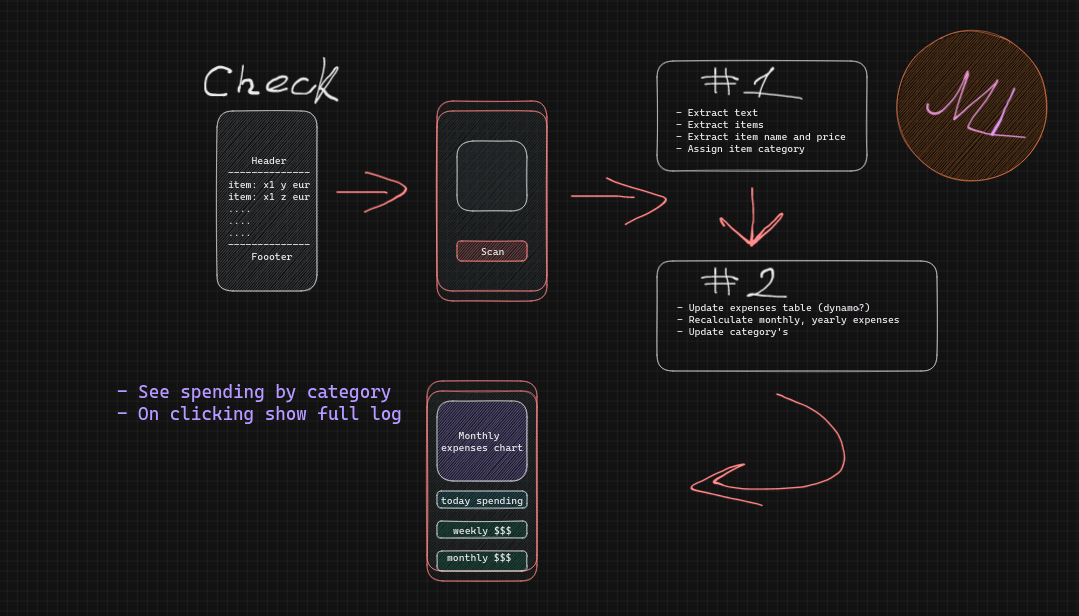 Check
Header
-------------
item: x1 y eur
item: x1 z eur
....
....
....
-------------
Foooter
Scan
#1
- Extract text
- Extract items
- Extract item name and price
- Assign item category
ML
#2
- Update expenses table (dynamo?)
- Recalculate monthly, yearly expenses
- Update category's
- See spending by category
- On clicking show full log
Monthly
expenses chart
today spending
weekly $$$
monthly $$$